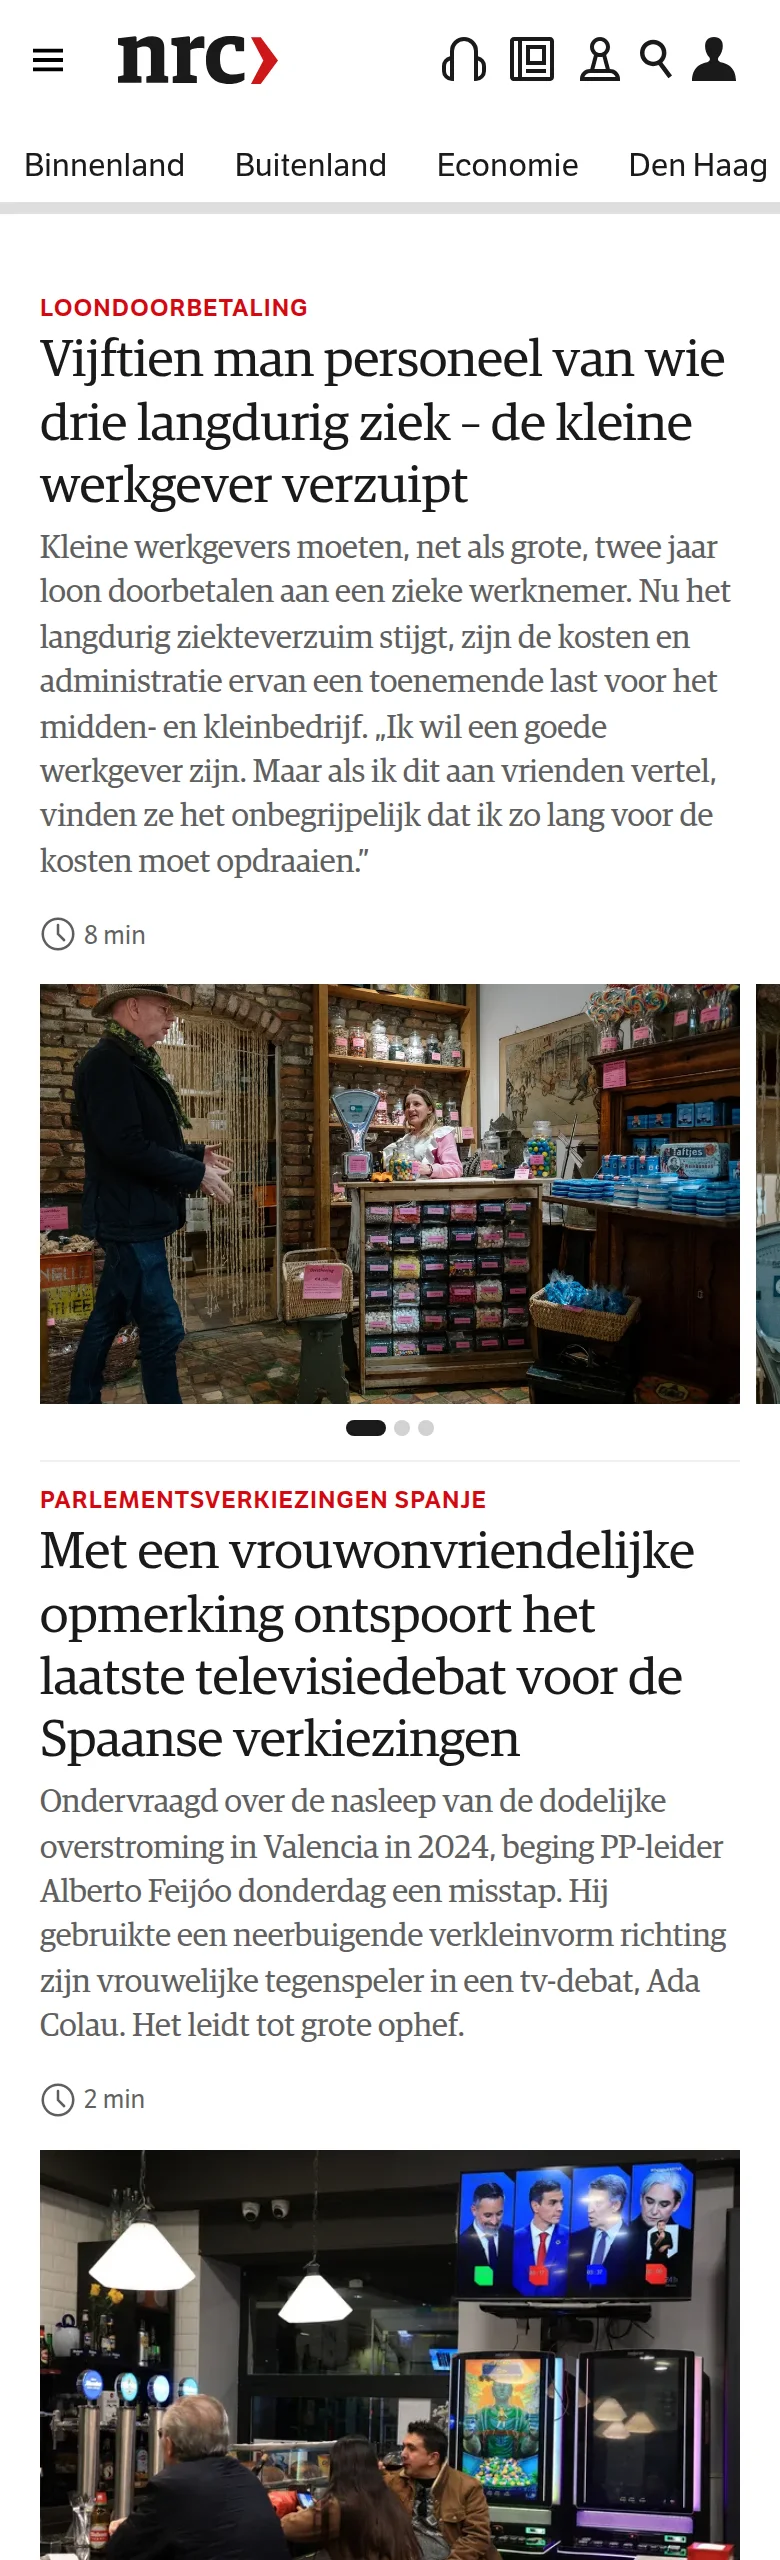 nrc
Binnenland Buitenland Economie Den Haag
LOONDOORBETALING
Vijftien man personeel van wie
drie langdurig ziek – de kleine
werkgever verzuipt
Kleine werkgevers moeten, net als grote, twee jaar
loon doorbetalen aan een zieke werknemer. Nu het
langdurig ziekteverzuim stijgt, zijn de kosten en
administratie ervan een toenemende last voor het
midden- en kleinbedrijf. „Ik wil een goede
werkgever zijn. Maar als ik dit aan vrienden vertel,
vinden ze het onbegrijpelijk dat ik zo lang voor de
kosten moet opdraaien.”
8 min
PARLEMENTSVERKIEZINGEN SPANJE
Met een vrouwonvriendelijke
opmerking ontspoort het
laatste televisiedebat voor de
Spaanse verkiezingen
Ondervraagd over de nasleep van de dodelijke
overstroming in Valencia in 2024, beging PP-leider
Alberto Feijóo donderdag een misstap. Hij
gebruikte een neerbuigende verkleinvorm richting
zijn vrouwelijke tegenspeler in een tv-debat, Ada
Colau. Het leidt tot grote ophef.
2 min